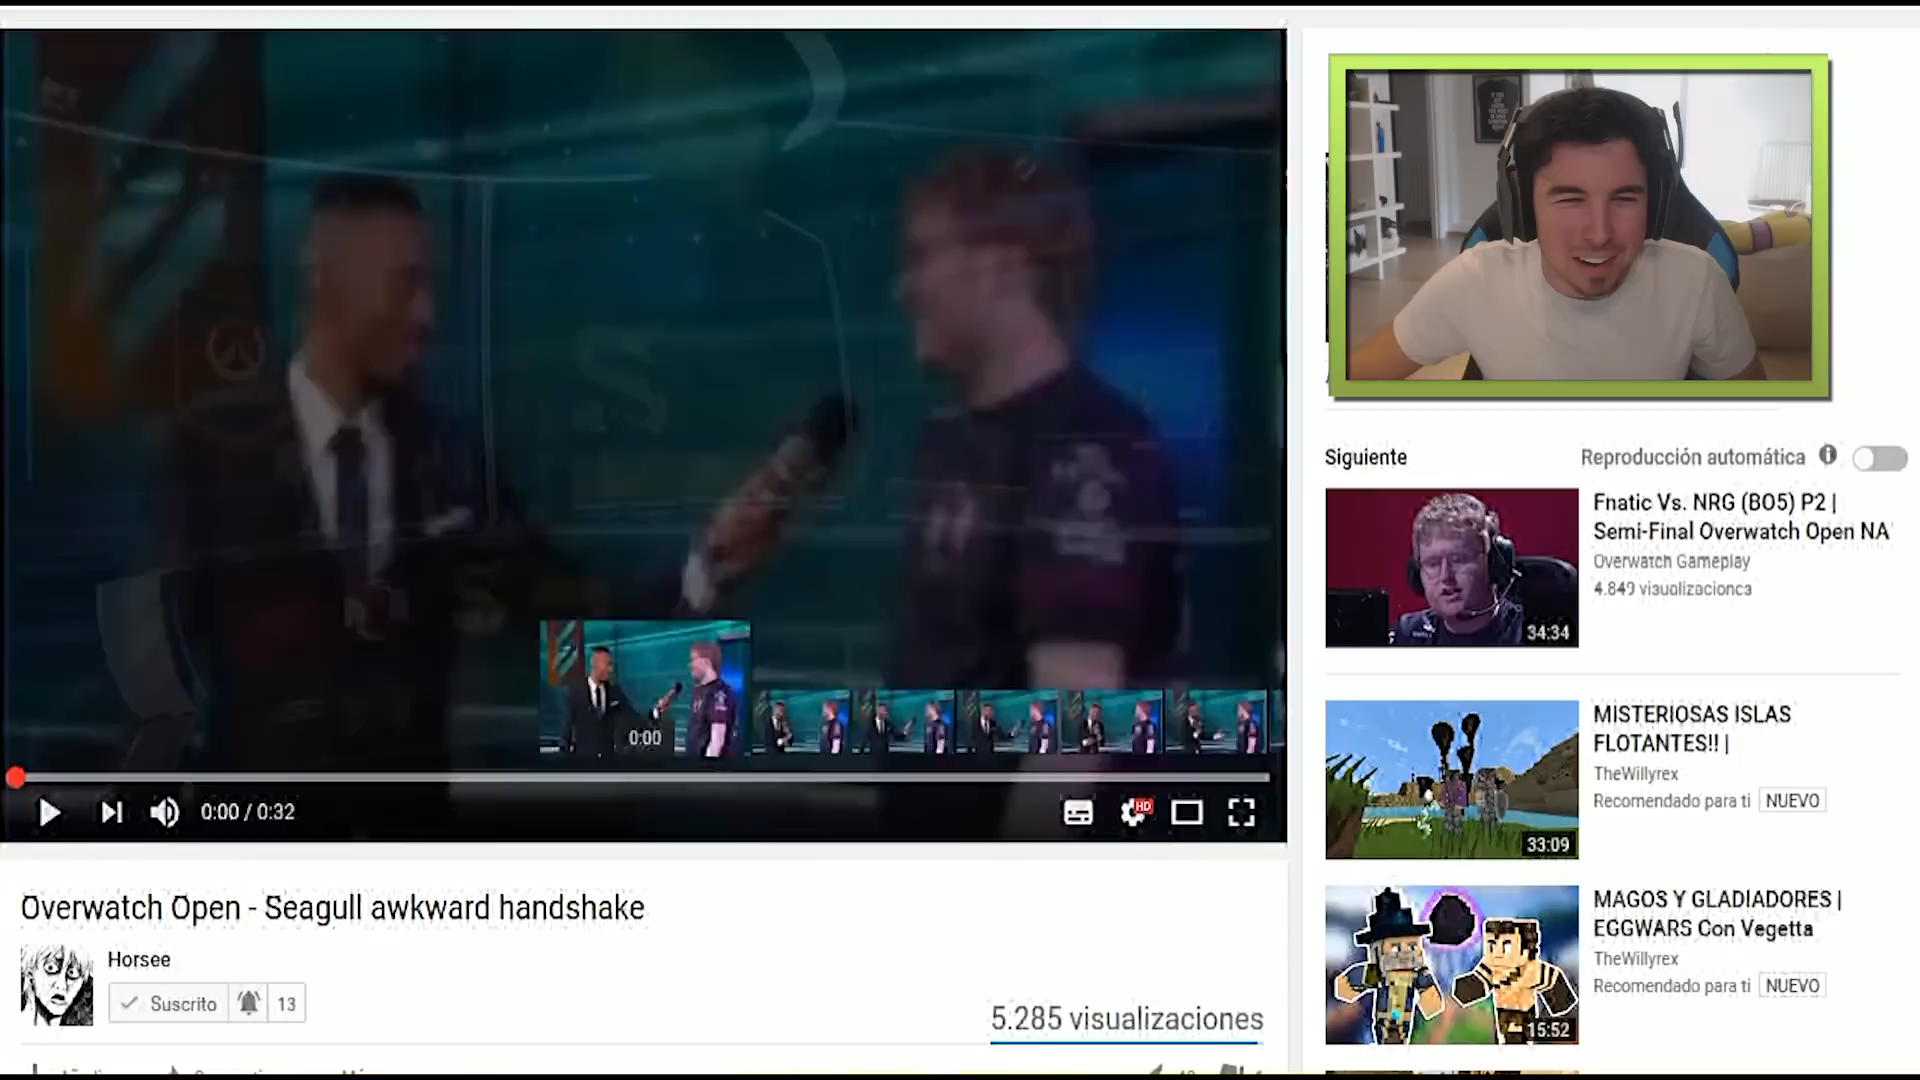 0:00
0:00 / 0:32
HD
Overwatch Open - Seagull awkward handshake
Horsee
Suscrito
13
5.285 visualizaciones
Siguiente
Reproducción automática
Fnatic Vs. NRG (BO5) P2 |
Semi-Final Overwatch Open NA
Overwatch Gameplay
4.849 visualizaciones
34:34
MISTERIOSAS ISLAS
FLOTANTES!! |
TheWillyrex
Recomendado para ti NUEVO
33:09
MAGOS Y GLADIADORES |
EGGWARS Con Vegetta
TheWillyrex
Recomendado para ti NUEVO
15:52